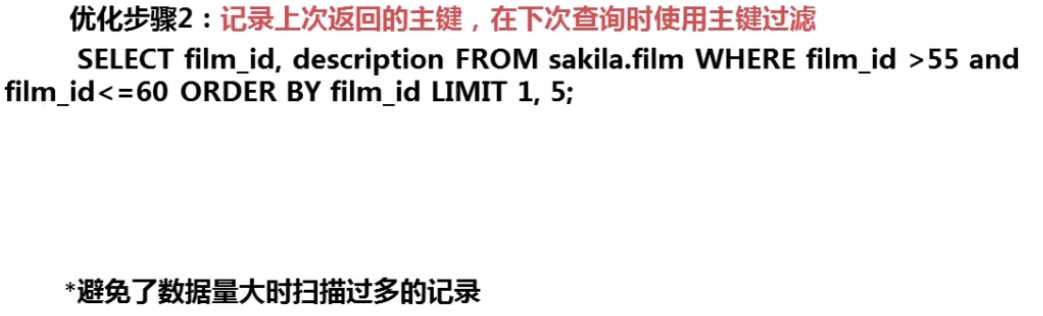 优化步骤2：记录上次返回的主键，在下次查询时使用主键过滤
SELECT film_id, description FROM sakila.film WHERE film_id >55 and
film_id<=60 ORDER BY film_id LIMIT 1, 5;
*避免了数据量大时扫描过多的记录